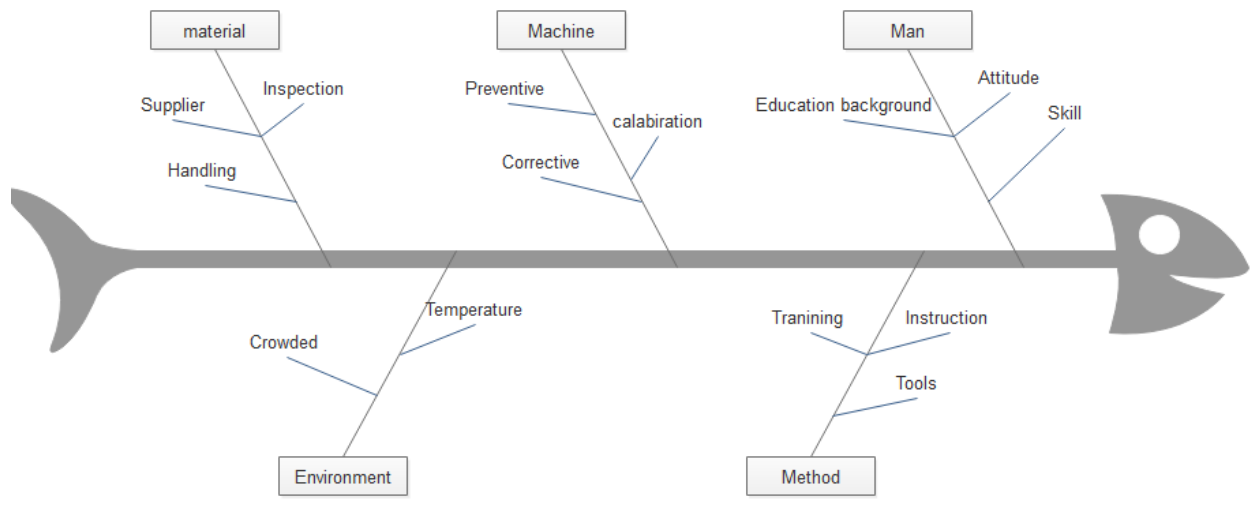 material
Machine
Man
Inspection
Supplier
Handling
Preventive
calabiration
Corrective
Attitude
Education background
Skill
Temperature
Crowded
Environment
Tranining
Instruction
Tools
Method